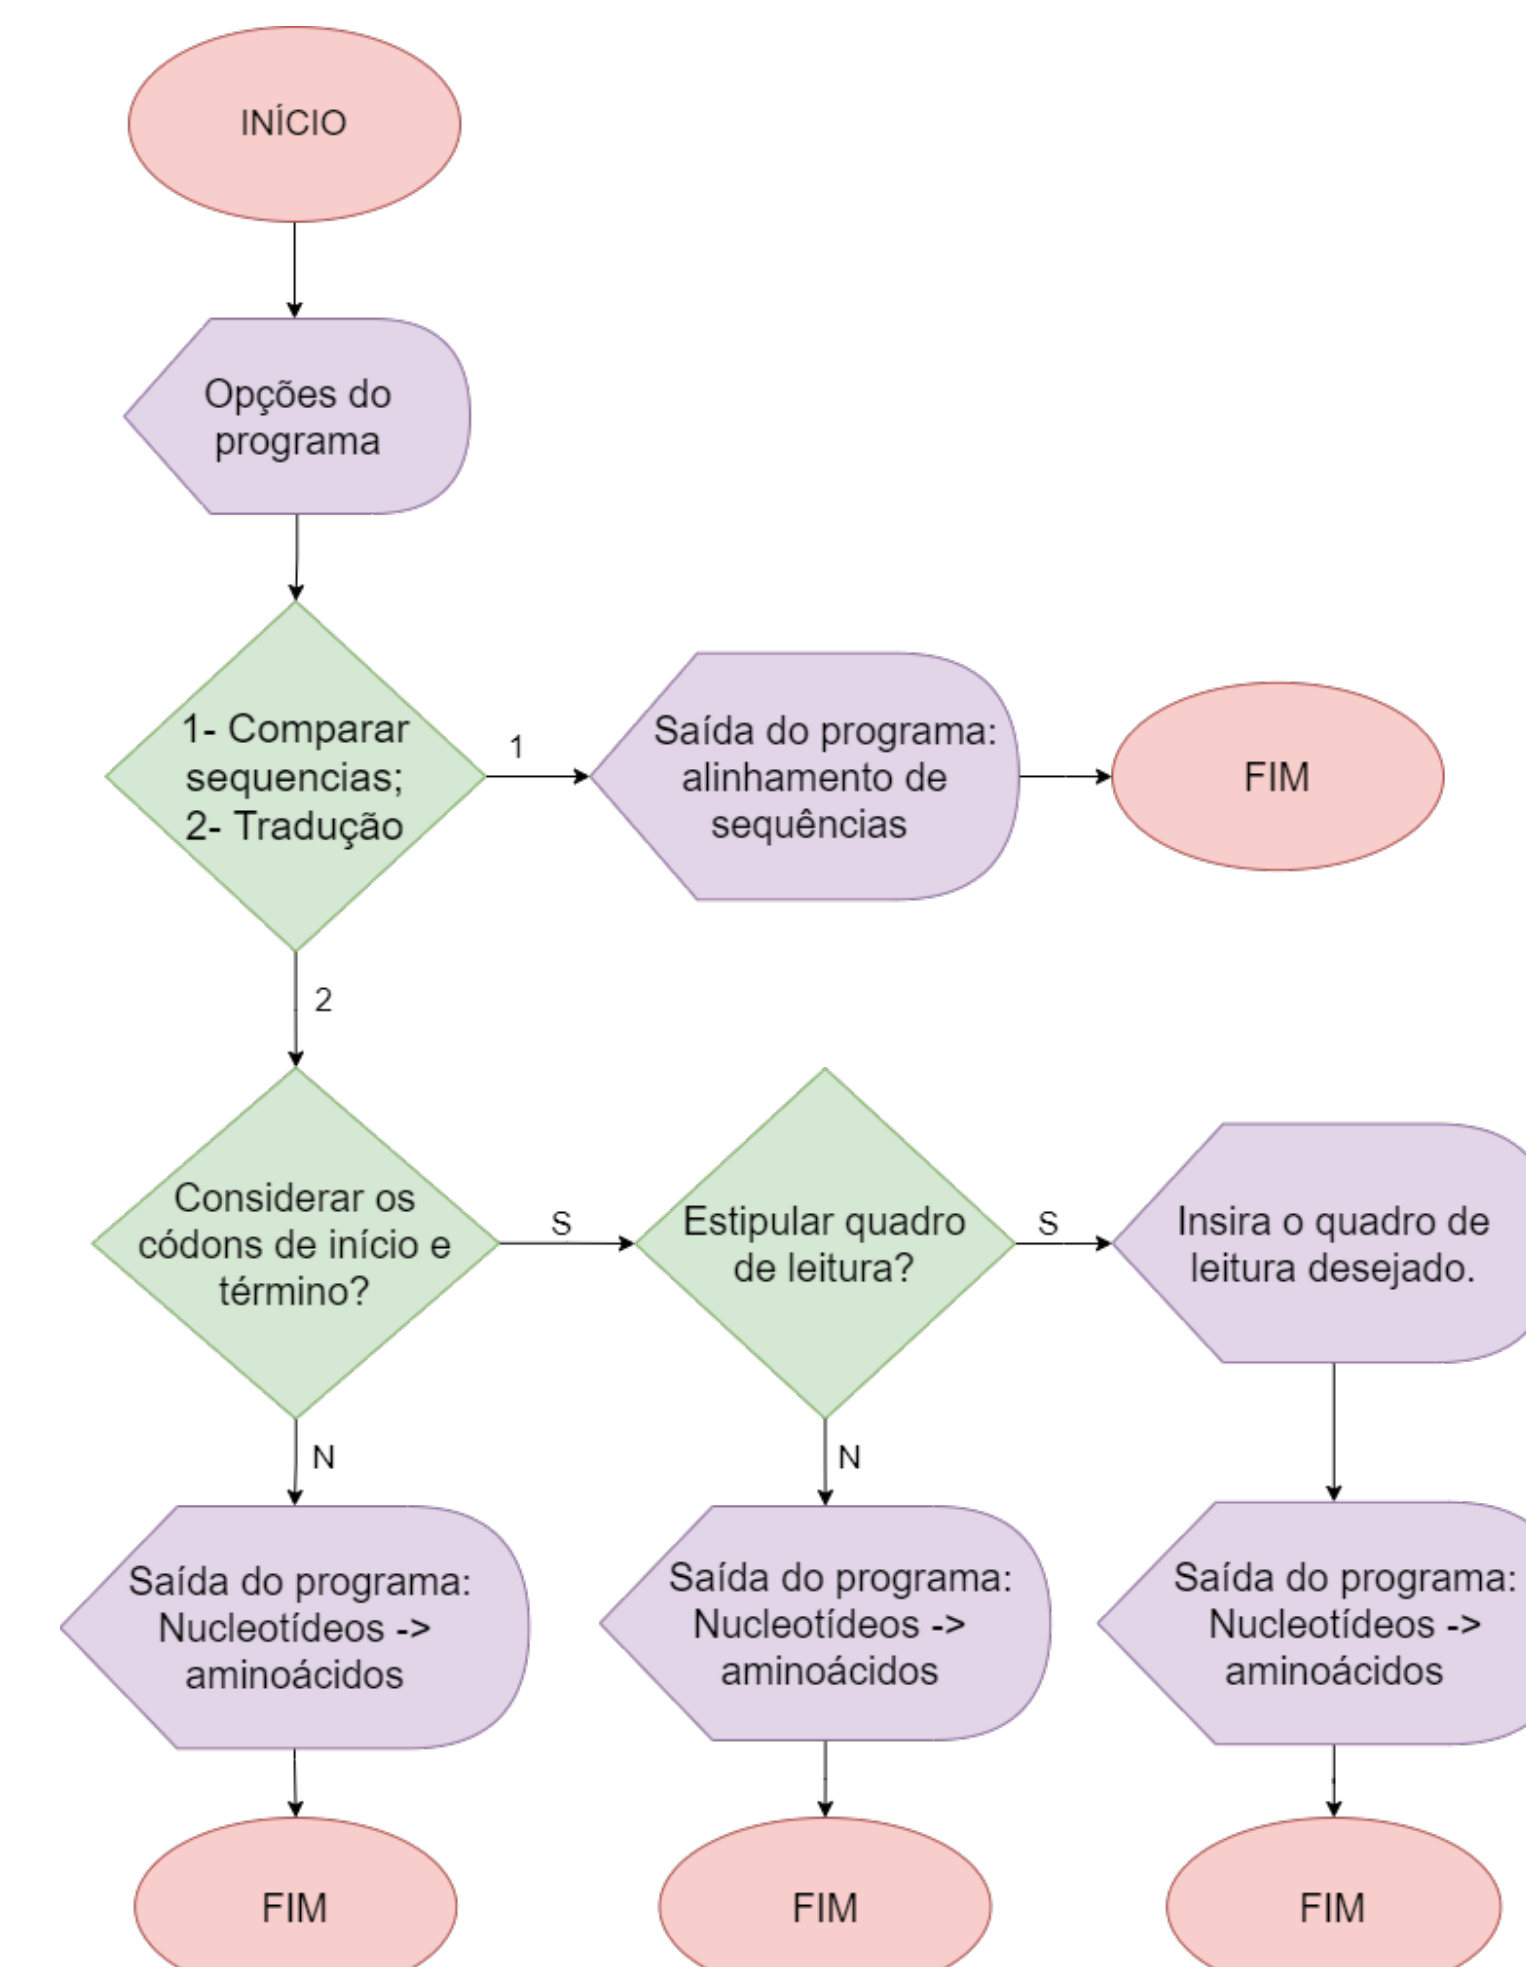 INÍCIO
Opções do
programa
1- Comparar
sequencias;
2- Tradução
1
Saída do programa:
alinhamento de
sequências
FIM
2
Considerar os
códons de início e
término?
S
Estipular quadro
de leitura?
S
Insira o quadro de
leitura desejado.
N
N
Saída do programa:
Nucleotídeos ->
aminoácidos
Saída do programa:
Nucleotídeos ->
aminoácidos
Saída do programa:
Nucleotídeos ->
aminoácidos
FIM
FIM
FIM